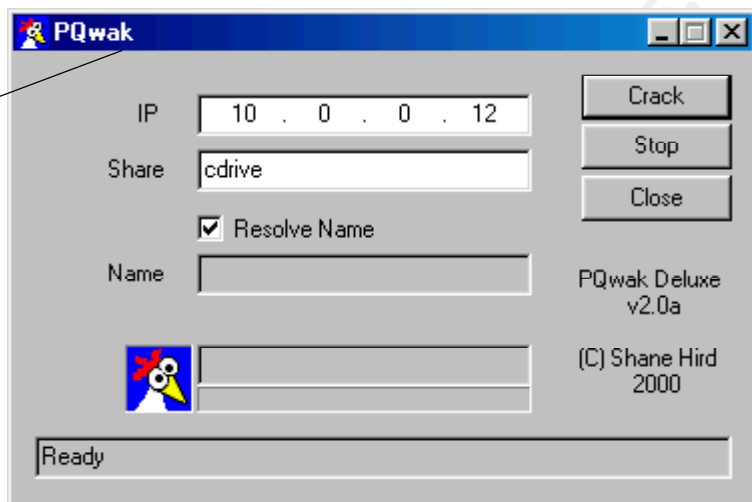 PQwak
IP 10 . 0 . 0 . 12
Crack
Share cdrive
Stop
Resolve Name
Close
Name
PQwak Deluxe
v2.0a
(C) Shane Hird
2000
Ready